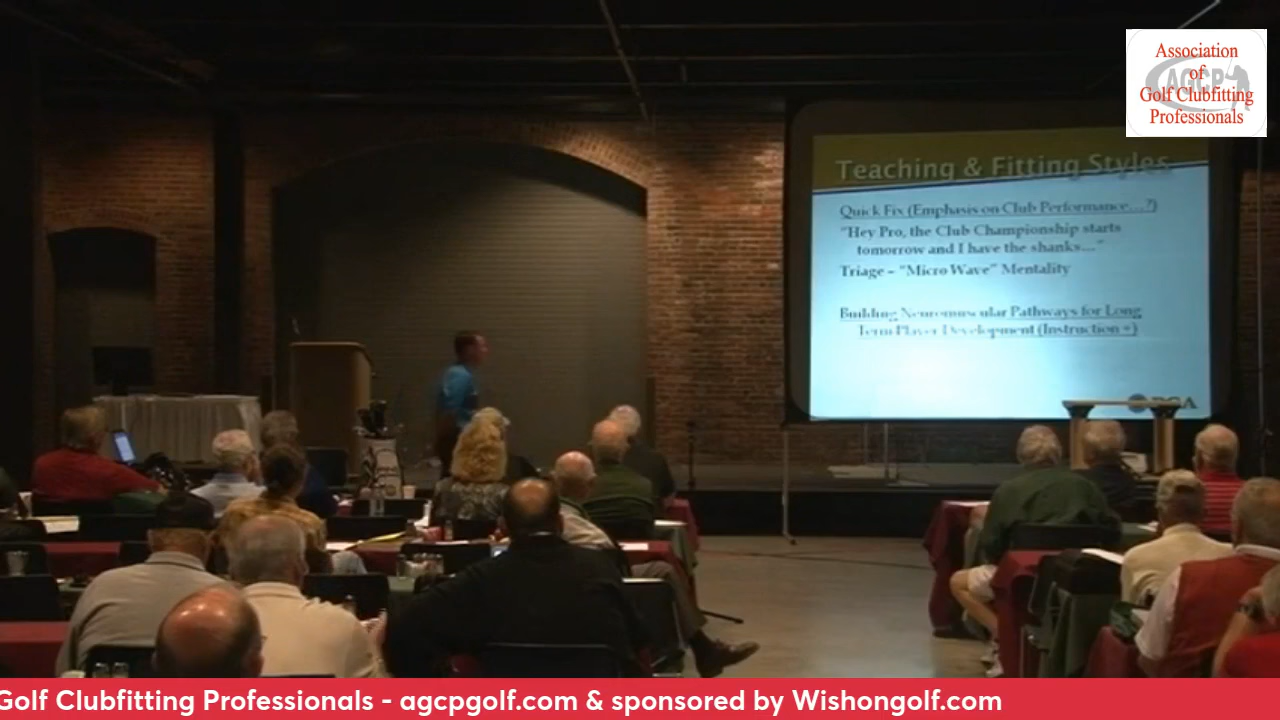 Association
of
AGCP
Golf Clubfitting
Professionals
Teaching & Fitting Styles
Quick Fix (Emphasis on Club Performance...?)
"Hey Pro, the Club Championship starts
tomorrow and I have the shanks..."
Triage – "Micro Wave" Mentality
Building Neuromuscular Pathways for Long
Term Player Development (Instruction +)
PGA
Golf Clubfitting Professionals - agcpgolf.com & sponsored by Wishongolf.com